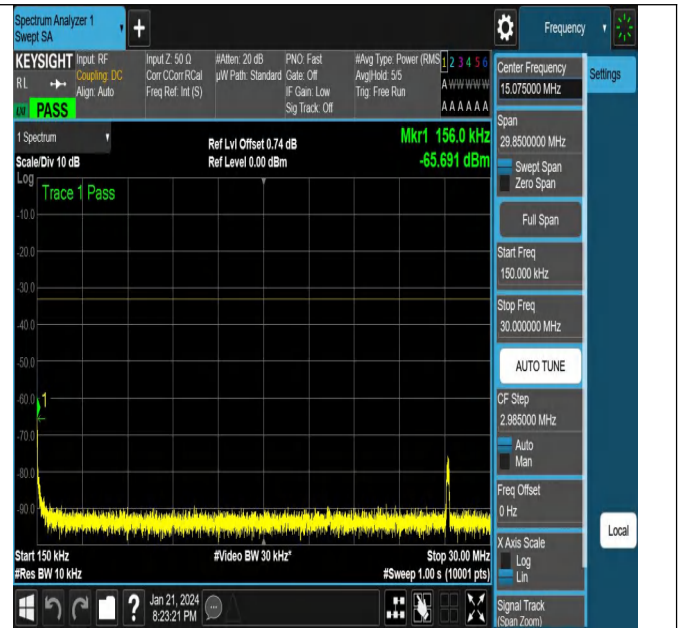 Spectrum Analyzer 1
Swept SA
Frequency
KEYSIGHT
RL
PASS
Input: RF
Coupling: DC
Align: Auto
Input Z: 50 Ω
Corr CCorr RCal
Freq Ref: Int (S)
#Atten: 20 dB
µW Path: Standard
PNO: Fast
Gate: Off
IF Gain: Low
Sig Track: Off
#Avg Type: Power (RMS
Avg|Hold: 5/5
Trig: Free Run
1 2 3 4 5 6
A W W W W W
A A A A A A
1 Spectrum
Scale/Div 10 dB
Log
Ref Lvl Offset 0.74 dB
Ref Level 0.00 dBm
Mkr1 156.0 kHz
-65.691 dBm
Trace 1 Pass
-10.0
-20.0
-30.0
-40.0
-50.0
-60.0
1
-70.0
-80.0
-90.0
Start 150 kHz
#Res BW 10 kHz
#Video BW 30 kHz*
Stop 30.00 MHz
#Sweep 1.00 s (10001 pts)
Jan 21, 2024
8:23:21 PM
?
Center Frequency
15.075000 MHz
Settings
Span
29.8500000 MHz
Swept Span
Zero Span
Full Span
Start Freq
150.000 kHz
Stop Freq
30.000000 MHz
AUTO TUNE
CF Step
2.985000 MHz
Auto
Man
Freq Offset
0 Hz
X Axis Scale
Log
Lin
Local
Signal Track
(Span Zoom)